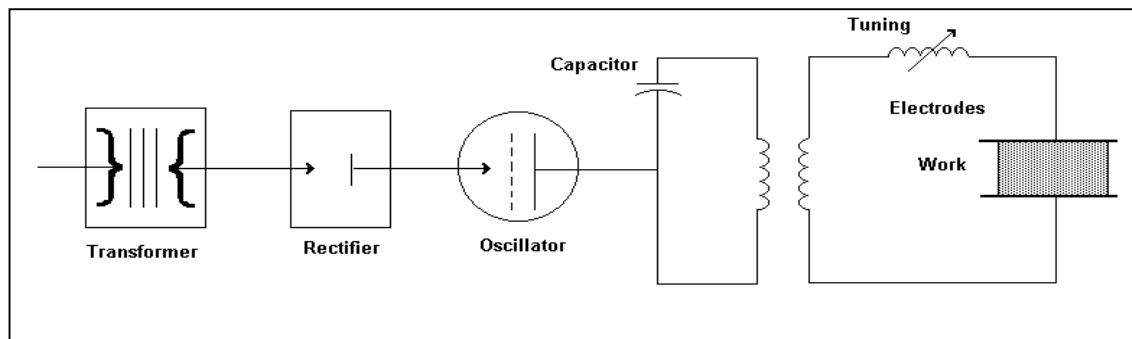 Tuning
Capacitor
Electrodes
Work
Transformer
Rectifier
Oscillator